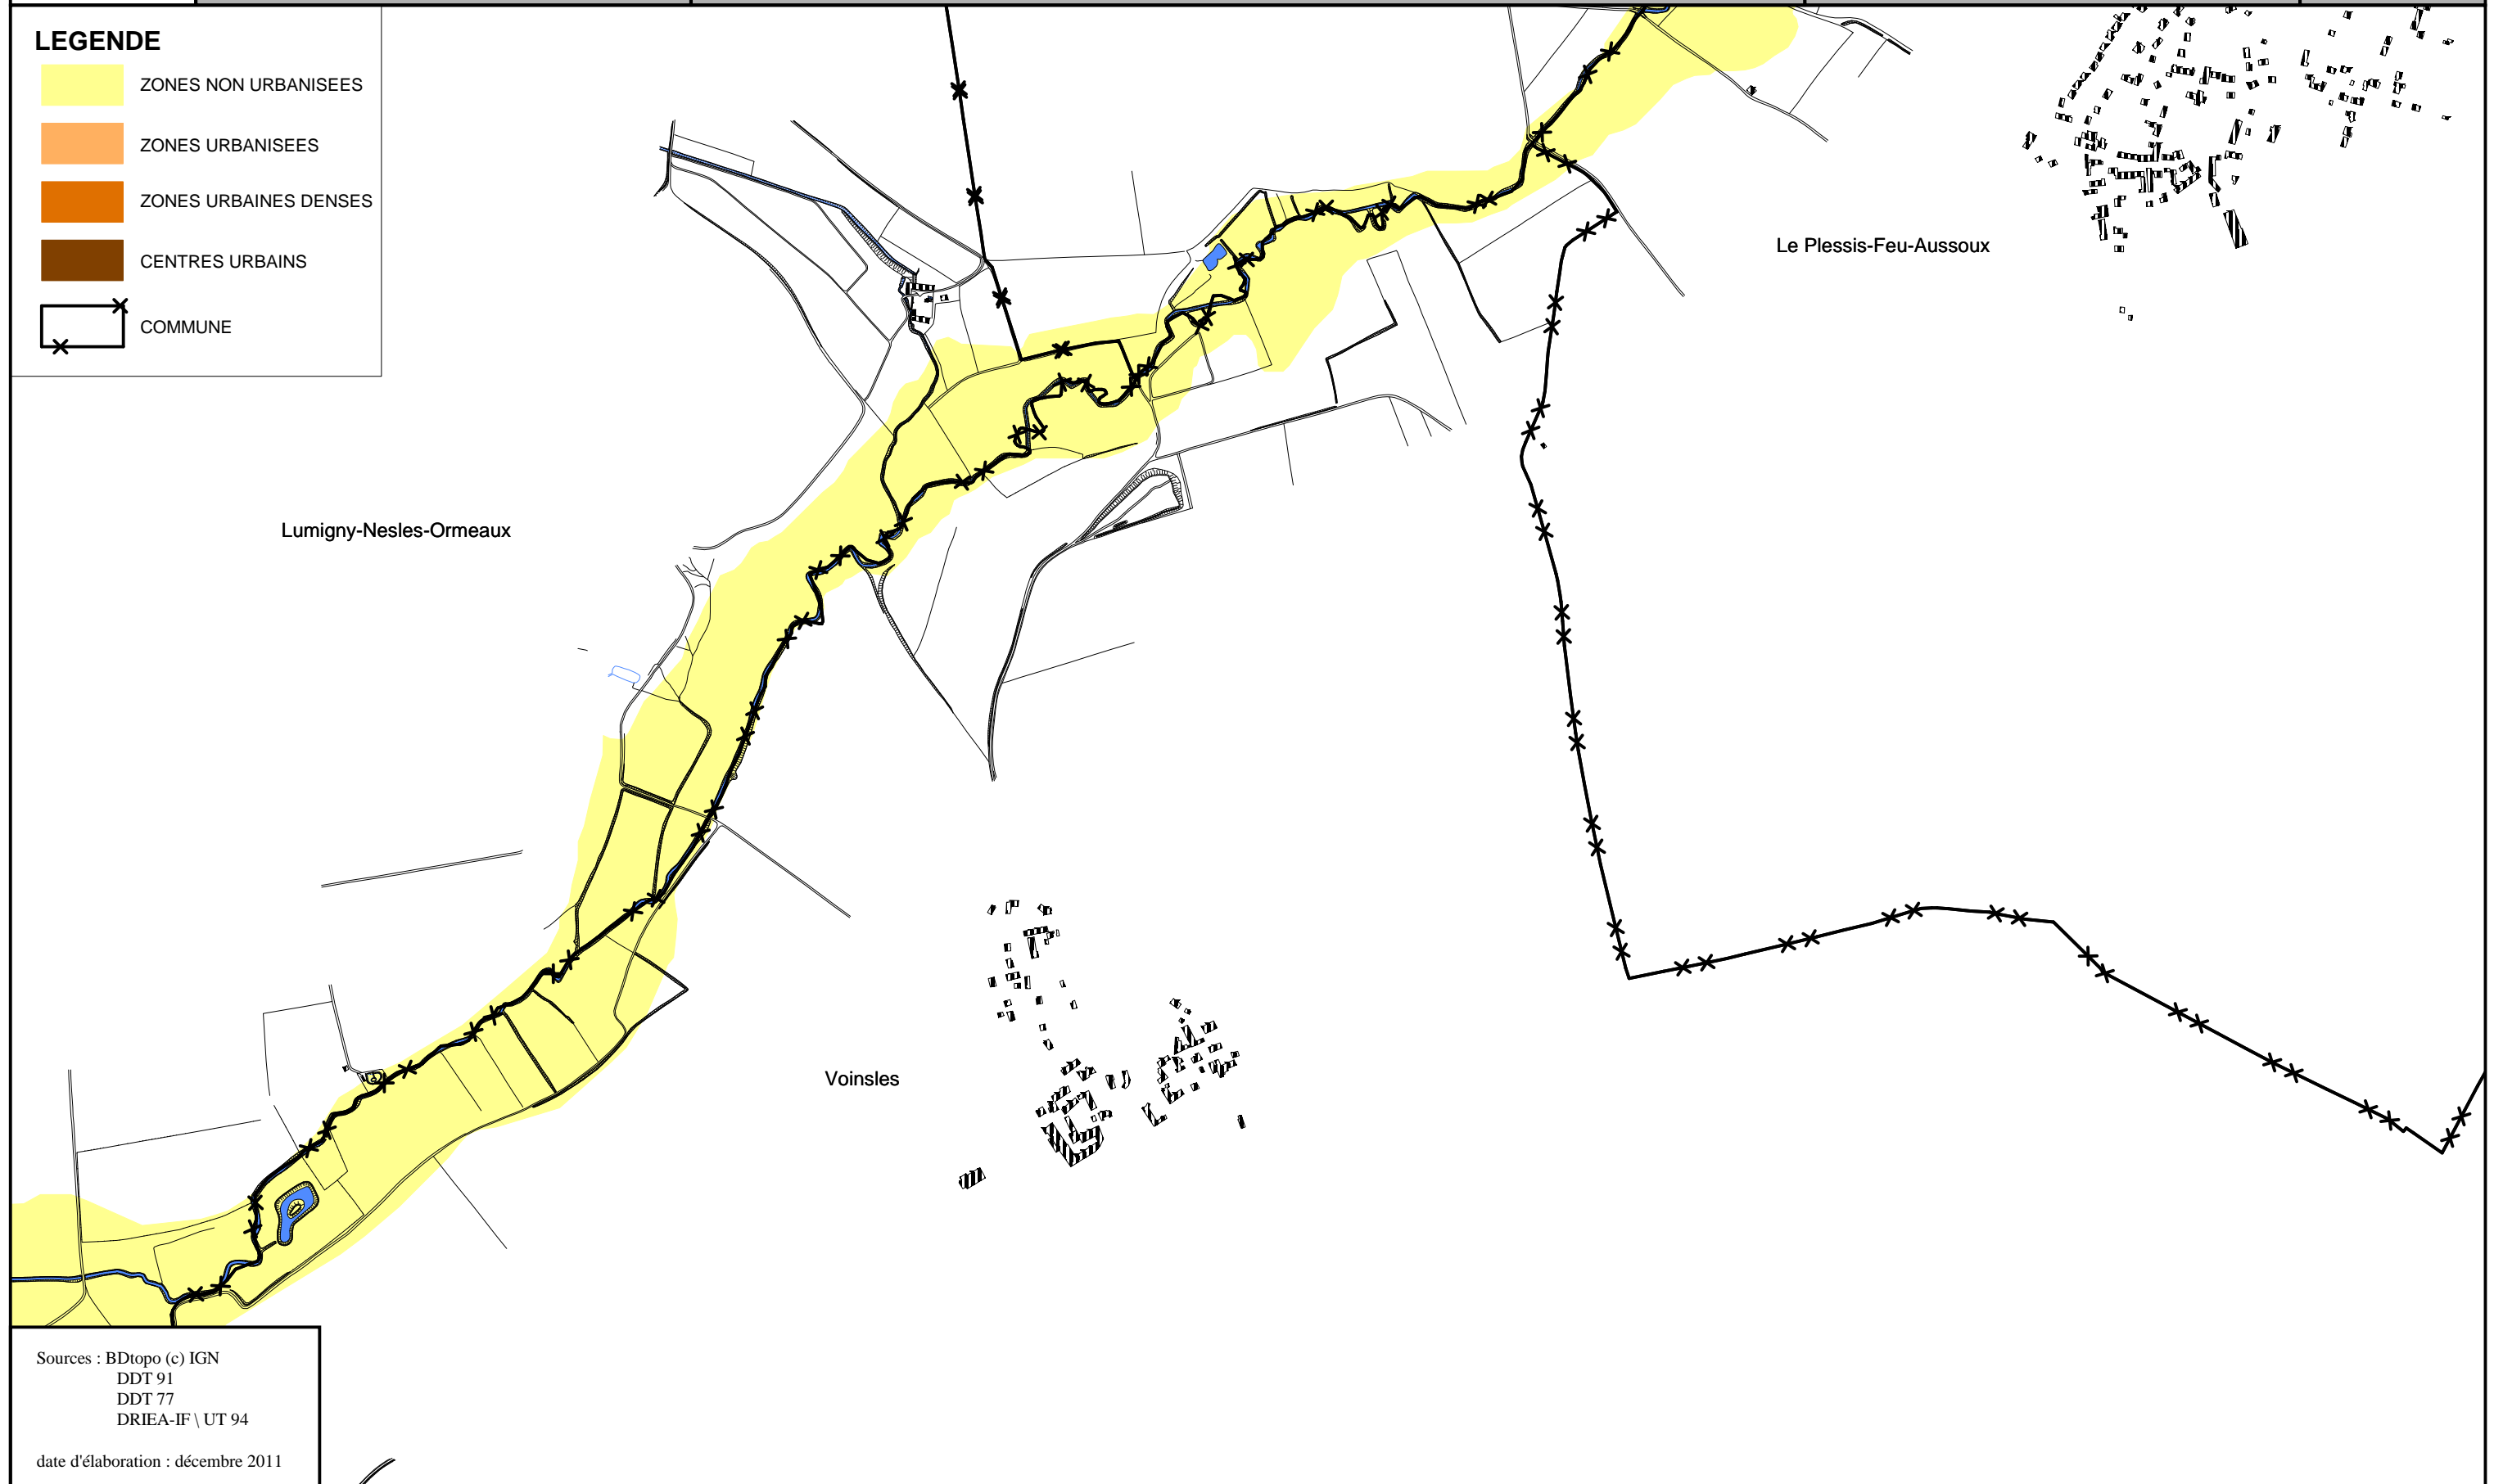 LEGENDE
ZONES NON URBANISEES
ZONES URBANISEES
ZONES URBAINES DENSES
CENTRES URBAINS
COMMUNE
Le Plessis-Feu-Aussoux
Lumigny-Nesles-Ormeaux
Voinsles
Sources : BDtopo (c) IGN
DDT 91
DDT 77
DRIEA-IF \ UT 94
date d'élaboration : décembre 2011